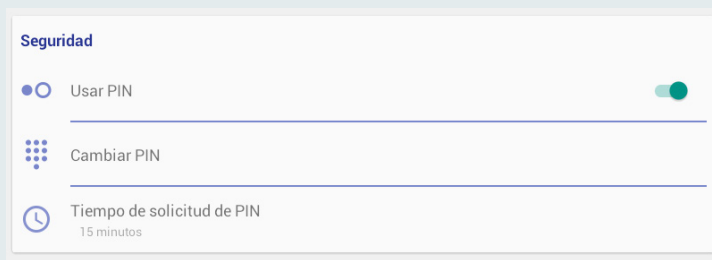 Seguridad
Usar PIN
Cambiar PIN
Tiempo de solicitud de PIN
15 minutos